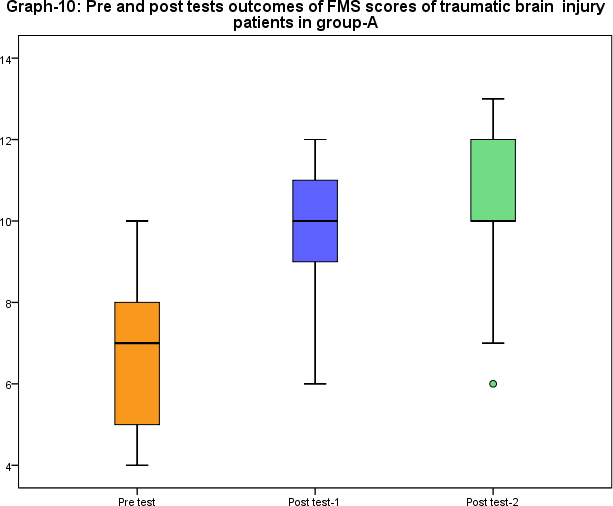 Graph-10: Pre and post tests outcomes of FMS scores of traumatic brain  injury
patients in group-A
14
12
10
8
6
4
Pre test
Post test-1
Post test-2